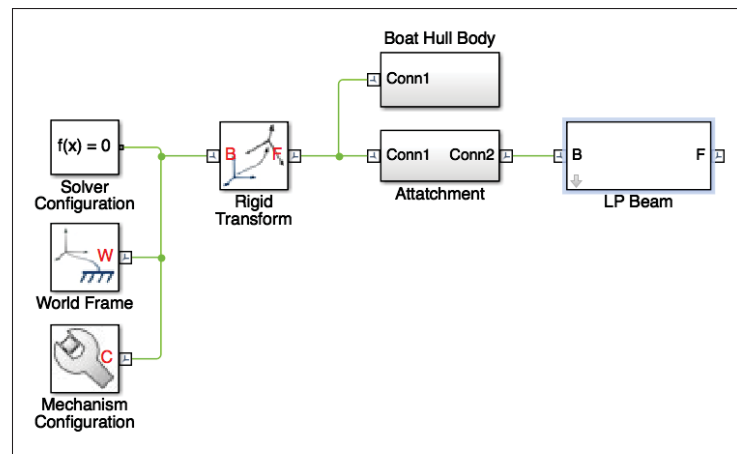 Boat Hull Body
Conn1
f(x) = 0
Solver
Configuration
B
F
Rigid
Transform
Conn1 Conn2
Attatchment
B F
LP Beam
W
World Frame
C
Mechanism
Configuration